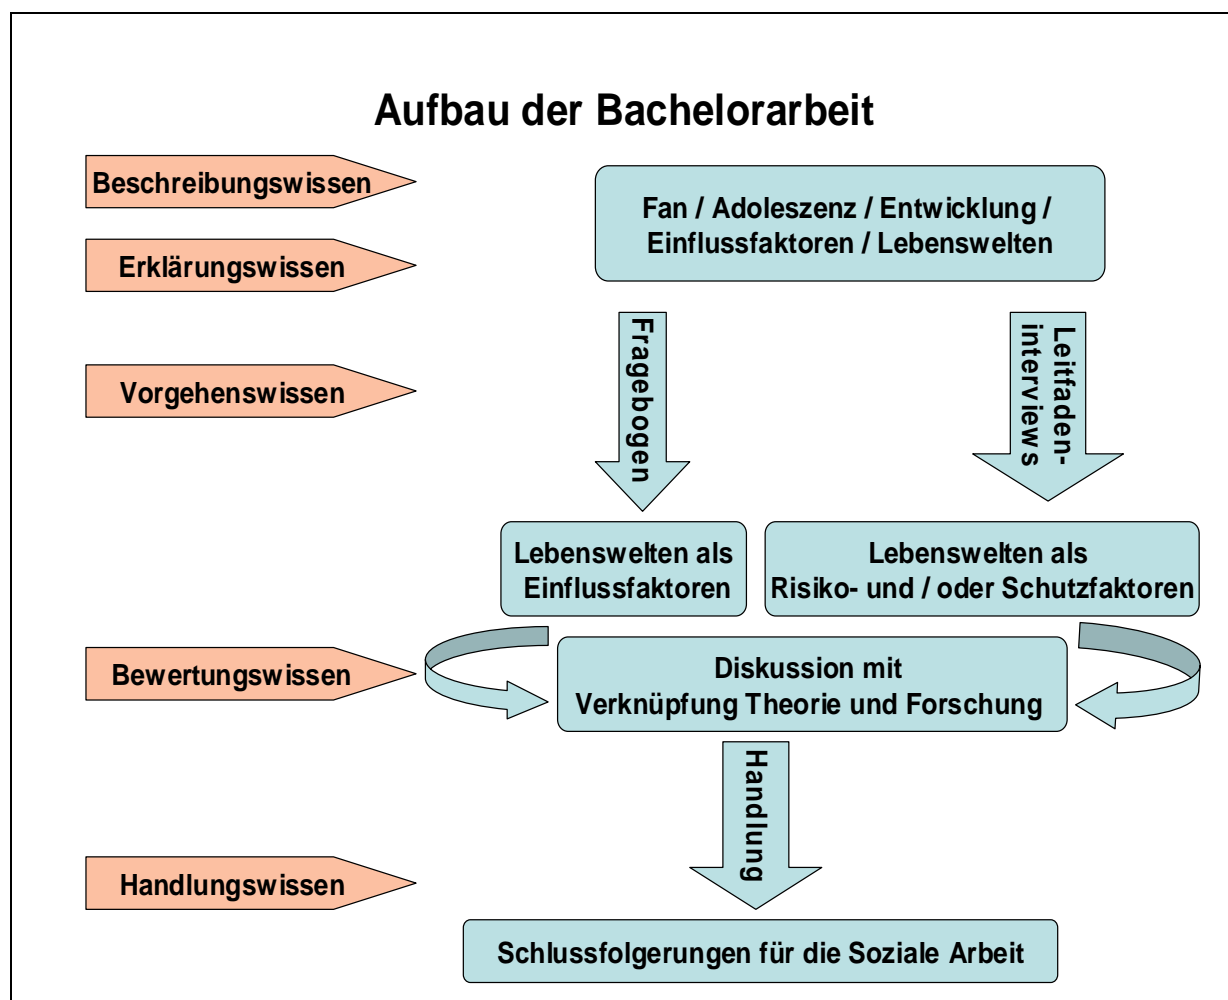 Aufbau der Bachelorarbeit
Beschreibungswissen
Fan / Adoleszenz / Entwicklung /
Einflussfaktoren / Lebenswelten
Erklärungswissen
Fragebogen
Leitfaden-
interviews
Vorgehenswissen
Lebenswelten als
Einflussfaktoren
Lebenswelten als
Risiko- und / oder Schutzfaktoren
Bewertungswissen
Diskussion mit
Verknüpfung Theorie und Forschung
Handlung
Handlungswissen
Schlussfolgerungen für die Soziale Arbeit